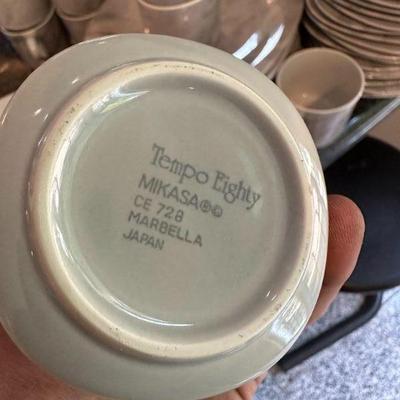 Tempo Eighty
MIKASA®©
CE 728
MARBELLA
JAPAN